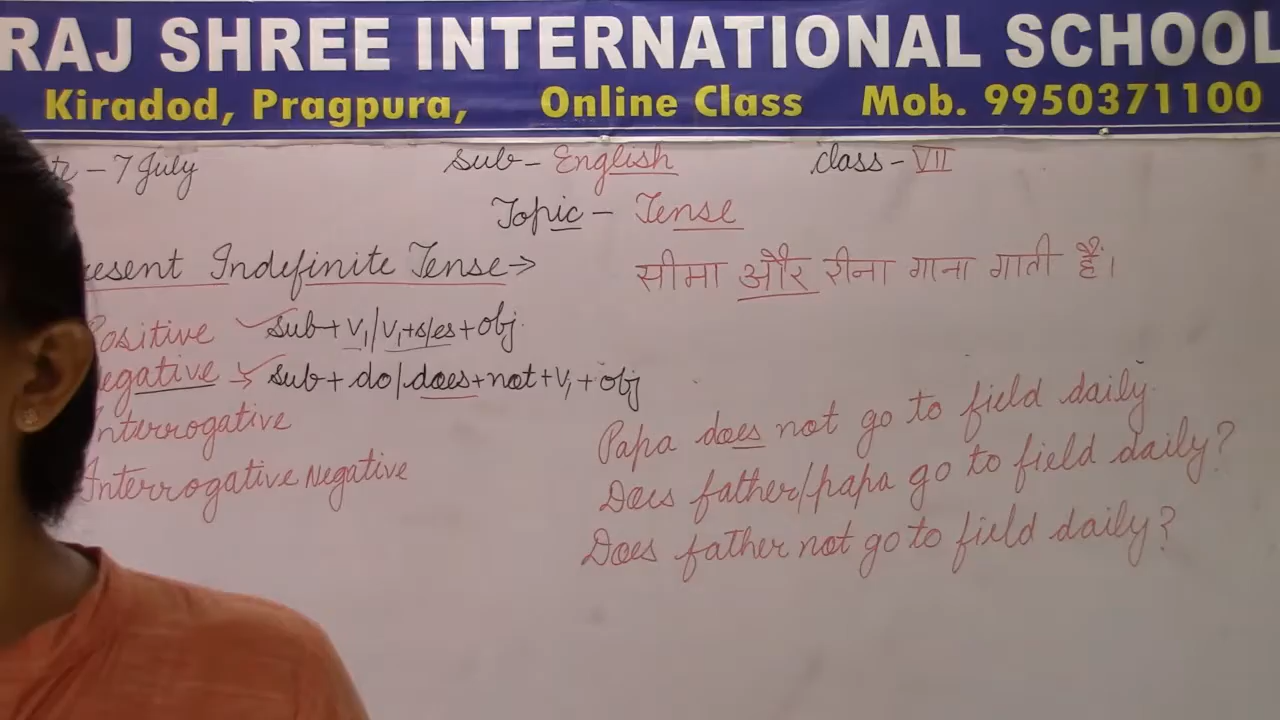 RAJ SHREE INTERNATIONAL SCHOOL
Kiradod, Pragpura, Online Class Mob. 9950371100
– 7 July sub – English class – VII
Topic – Tense
resent Indefinite Tense →
सीमा और रीना गाना गाती हैं।
Positive sub + V1 / V1+s/es + obj.
egative → sub + do / does + not + V1 + obj
Interrogative
Interrogative Negative
Papa does not go to field daily.
Does father/papa go to field daily?
Does father not go to field daily?